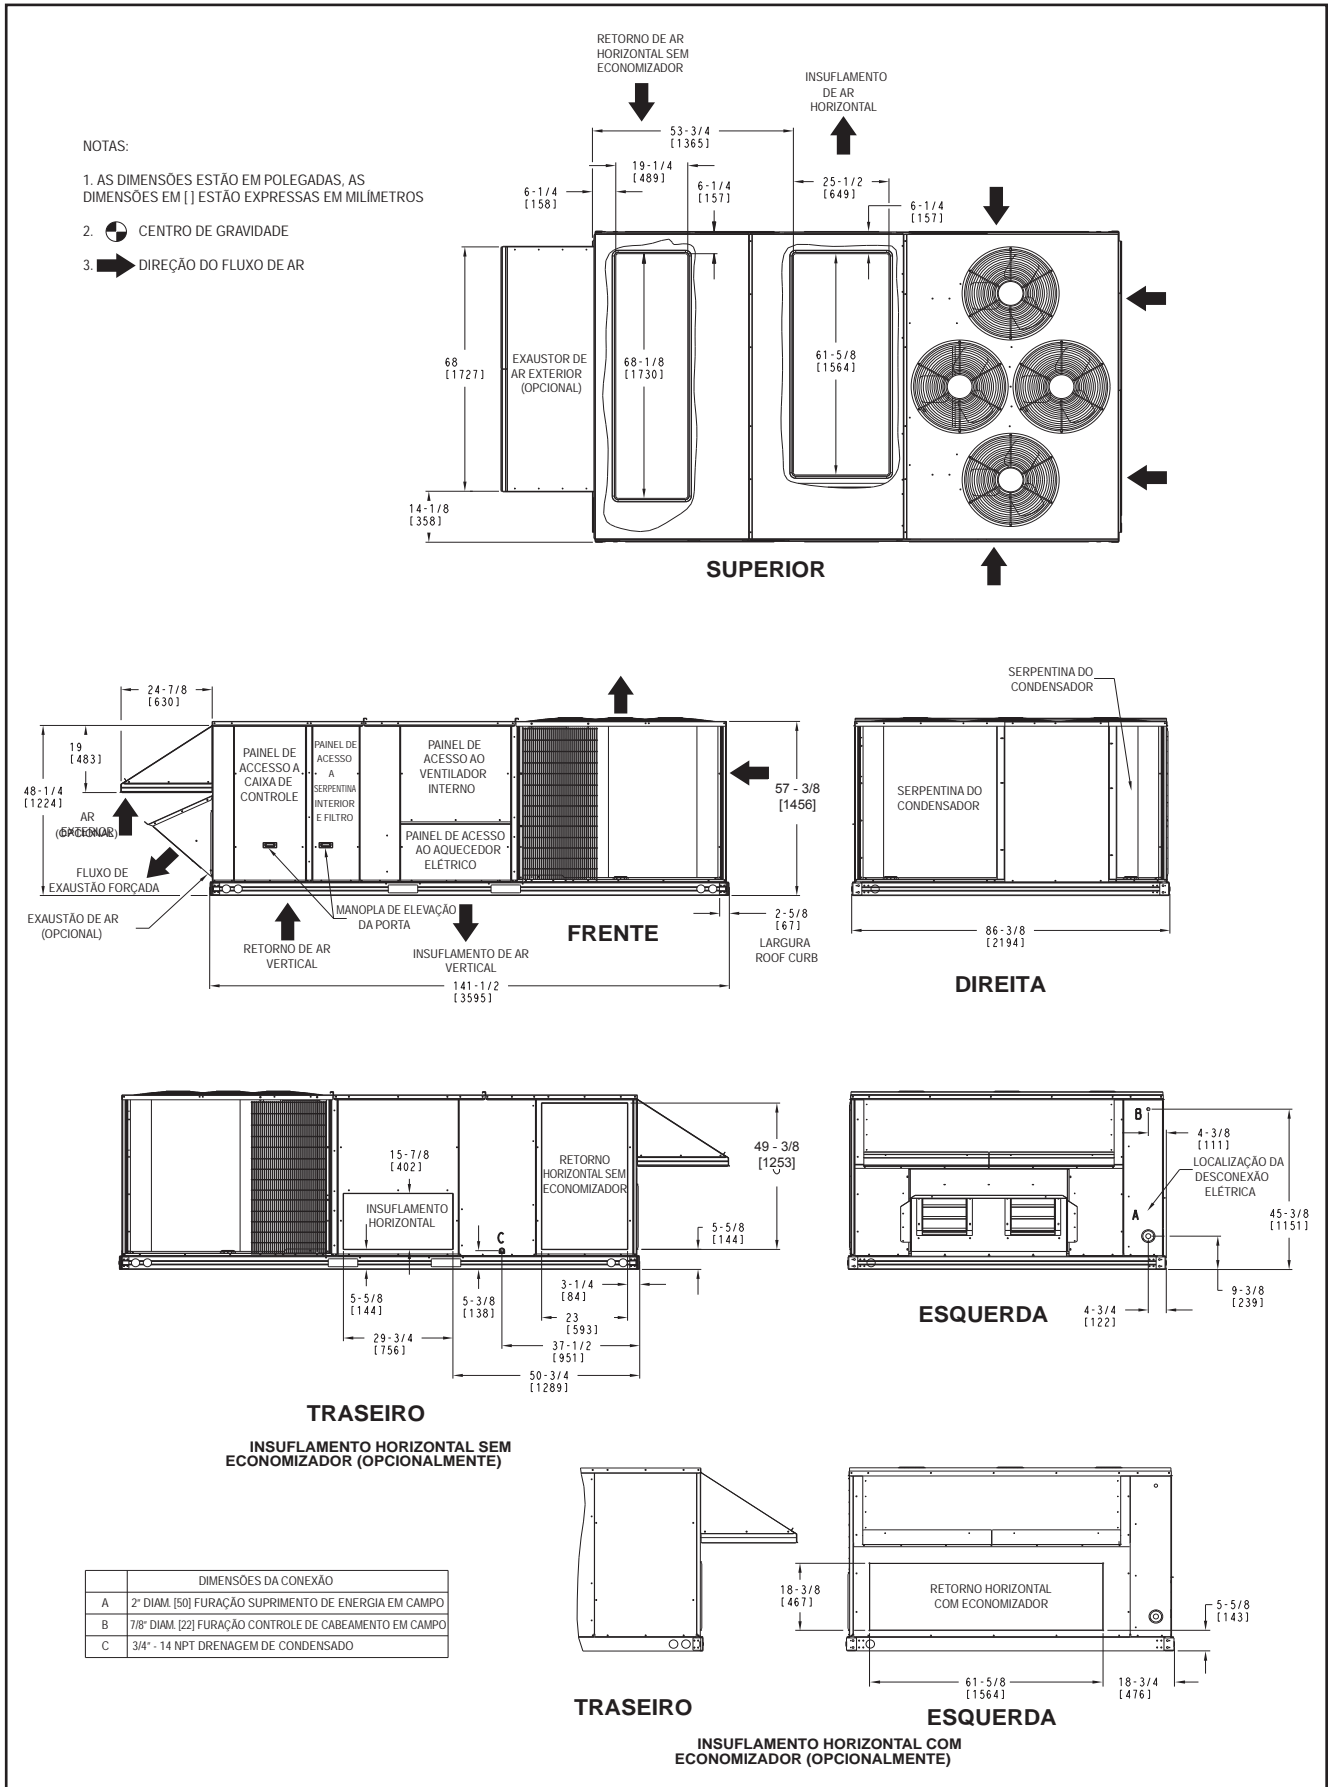 RETORNO DE AR
HORIZONTAL SEM
ECONOMIZADOR
INSUFLAMENTO
DE AR
HORIZONTAL
NOTAS:
1. AS DIMENSÕES ESTÃO EM POLEGADAS, AS
DIMENSÕES EM [ ] ESTÃO EXPRESSAS EM MILÍMETROS
2. CENTRO DE GRAVIDADE
3. DIREÇÃO DO FLUXO DE AR
53-3/4
[1365]
19-1/4
[489]
6-1/4
[158]
6-1/4
[157]
25-1/2
[649]
6-1/4
[157]
68
[1727]
EXAUSTOR DE
AR EXTERIOR
(OPCIONAL)
68-1/8
[1730]
61-5/8
[1564]
14-1/8
[358]
SUPERIOR
24-7/8
[630]
19
[483]
48-1/4
[1224]
AR
EXTERIOR
(OPCIONAL)
FLUXO DE
EXAUSTÃO FORÇADA
EXAUSTÃO DE AR
(OPCIONAL)
PAINEL DE
ACCESSO A
CAIXA DE
CONTROLE
PAINEL DE
ACESSO
A
SERPENTINA
INTERIOR
E FILTRO
PAINEL DE
ACESSO AO
VENTILADOR
INTERNO
PAINEL DE ACESSO
AO AQUECEDOR
ELÉTRICO
57 - 3/8
[1456]
MANOPLA DE ELEVAÇÃO
DA PORTA
RETORNO DE AR
VERTICAL
INSUFLAMENTO DE AR
VERTICAL
FRENTE
2-5/8
[67]
LARGURA
ROOF CURB
141-1/2
[3595]
SERPENTINA DO
CONDENSADOR
SERPENTINA DO
CONDENSADOR
86-3/8
[2194]
DIREITA
15-7/8
[402]
INSUFLAMENTO
HORIZONTAL
C
RETORNO
HORIZONTAL SEM
ECONOMIZADOR
49 - 3/8
[1253]
5-5/8
[144]
5-5/8
[144]
5-3/8
[138]
3-1/4
[84]
23
[593]
29-3/4
[756]
37-1/2
[951]
50-3/4
[1289]
TRASEIRO
INSUFLAMENTO HORIZONTAL SEM
ECONOMIZADOR (OPCIONALMENTE)
B
4-3/8
[111]
LOCALIZAÇÃO DA
DESCONEXÃO
ELÉTRICA
A
45-3/8
[1151]
9-3/8
[239]
4-3/4
[122]
ESQUERDA
DIMENSÕES DA CONEXÃO
A 2" DIAM. [50] FURAÇÃO SUPRIMENTO DE ENERGIA EM CAMPO
B 7/8" DIAM. [22] FURAÇÃO CONTROLE DE CABEAMENTO EM CAMPO
C 3/4" - 14 NPT DRENAGEM DE CONDENSADO
18-3/8
[467]
RETORNO HORIZONTAL
COM ECONOMIZADOR
5-5/8
[143]
61-5/8
[1564]
18-3/4
[476]
TRASEIRO
ESQUERDA
INSUFLAMENTO HORIZONTAL COM
ECONOMIZADOR (OPCIONALMENTE)